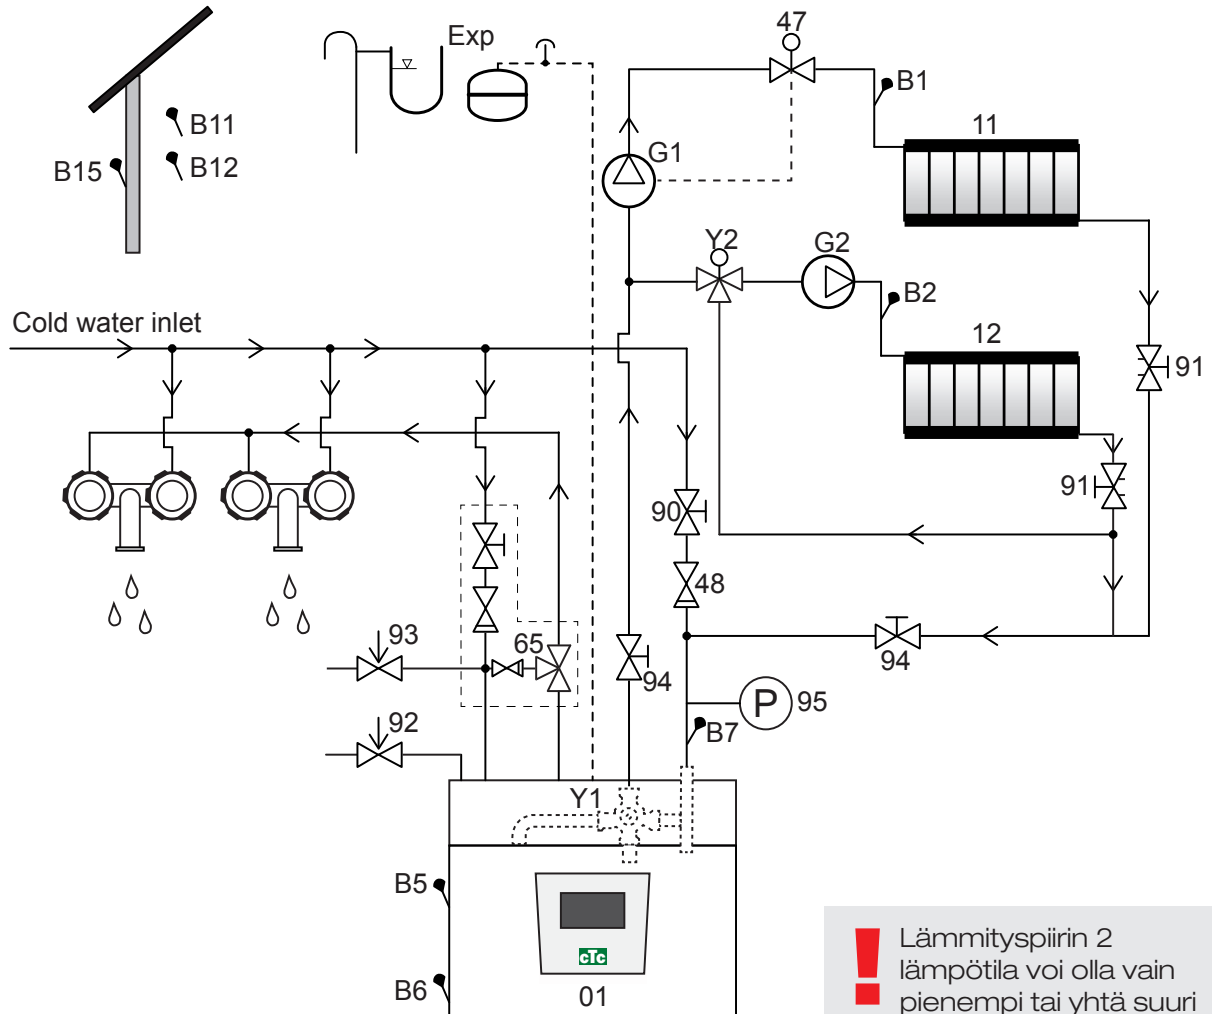 47
Exp
B1
B11
11
G1
B12
B15
Y2
G2
B2
Cold water inlet
12
91
91
90
48
93
65
94
94
P
95
92
B7
Y1
B5
cTc
B6
01
Lämmityspiirin 2
lämpötila voi olla vain
pienempi tai yhtä suuri